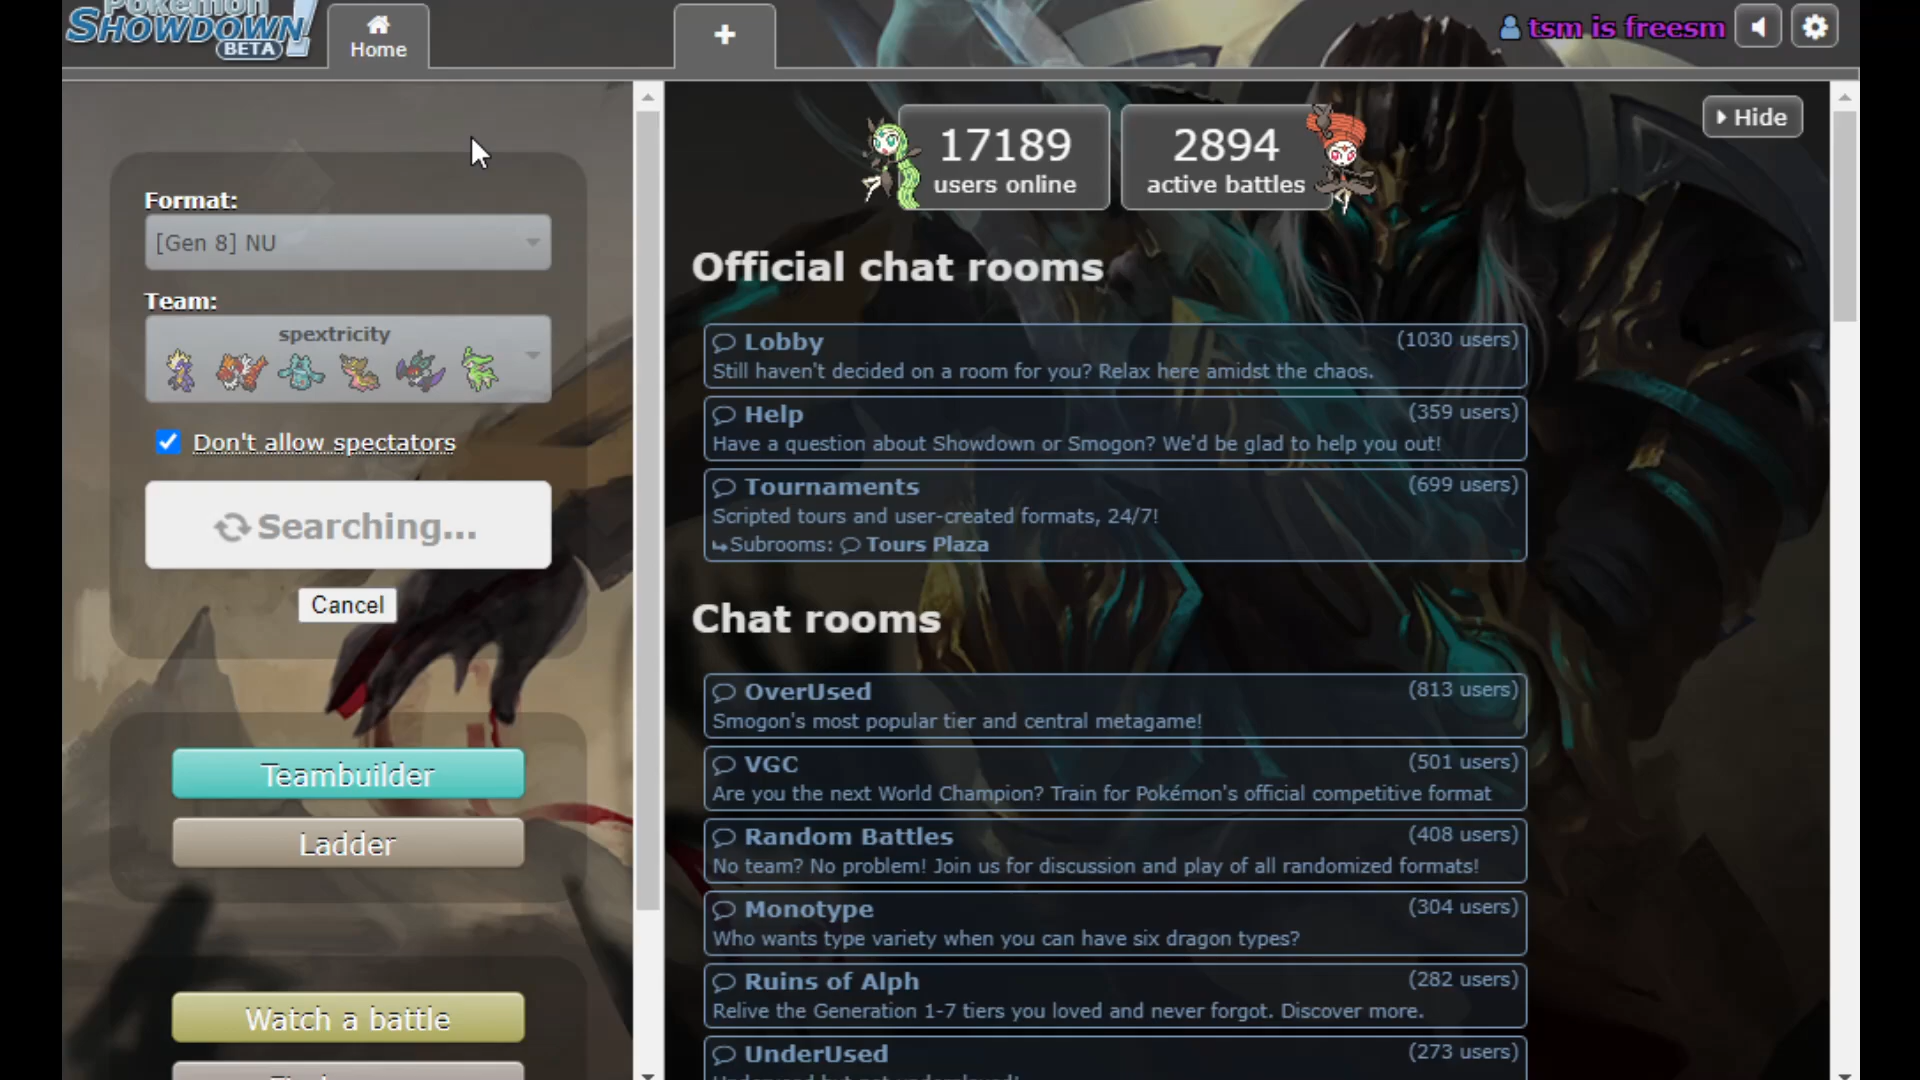 Pokémon
SHOWDOWN!
BETA
Home
+
tsm is freesm
Format:
[Gen 8] NU
Team:
spextricity
Don't allow spectators
Searching...
Cancel
Teambuilder
Ladder
Watch a battle
17189
users online
2894
active battles
Hide
Official chat rooms
Lobby (1030 users)
Still haven't decided on a room for you? Relax here amidst the chaos.
Help (359 users)
Have a question about Showdown or Smogon? We'd be glad to help you out!
Tournaments (699 users)
Scripted tours and user-created formats, 24/7!
Subrooms: Tours Plaza
Chat rooms
OverUsed (813 users)
Smogon's most popular tier and central metagame!
VGC (501 users)
Are you the next World Champion? Train for Pokémon's official competitive format
Random Battles (408 users)
No team? No problem! Join us for discussion and play of all randomized formats!
Monotype (304 users)
Who wants type variety when you can have six dragon types?
Ruins of Alph (282 users)
Relive the Generation 1-7 tiers you loved and never forgot. Discover more.
UnderUsed (273 users)